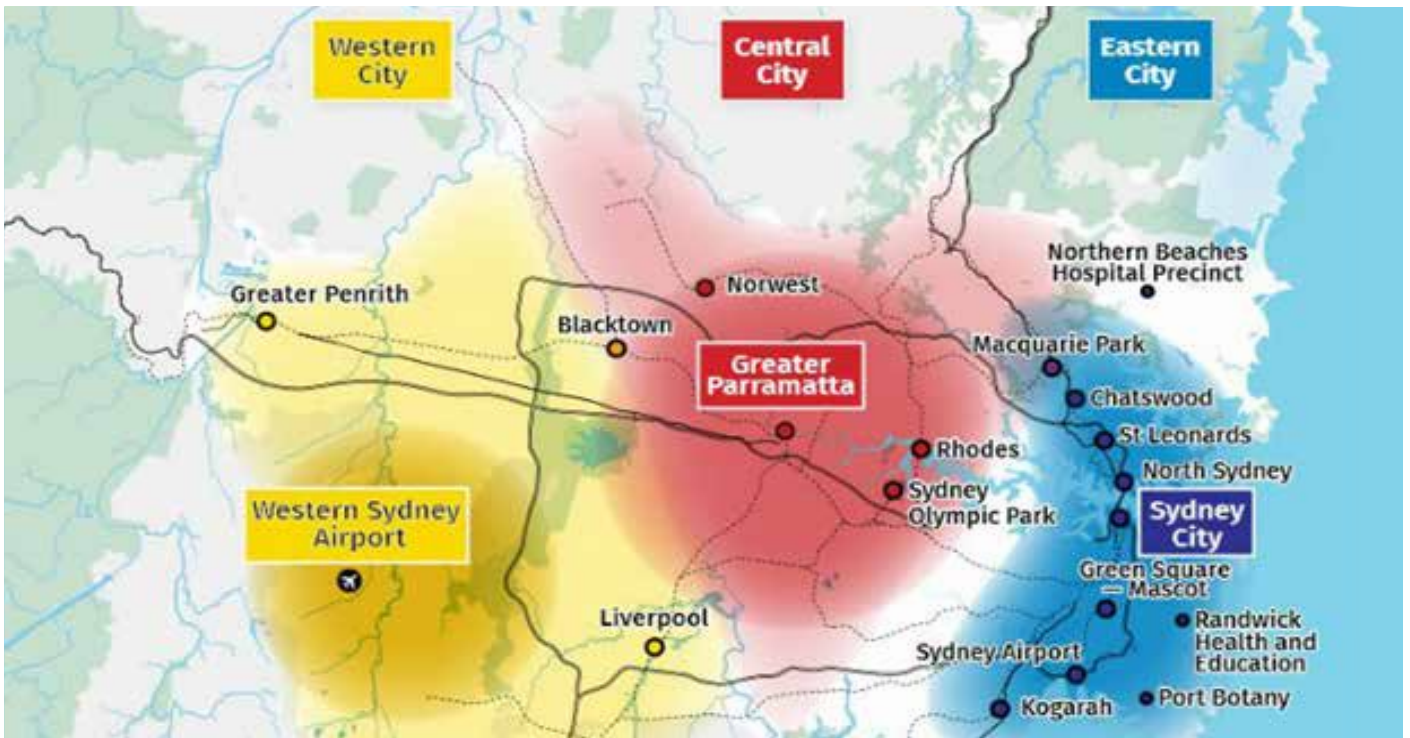 Western
City
Central
City
Eastern
City
Northern Beaches
Hospital Precinct
Norwest
Greater Penrith
Blacktown
Macquarie Park
Greater
Parramatta
Chatswood
St Leonards
Rhodes
North Sydney
Sydney
Olympic Park
Western Sydney
Airport
Sydney
City
Green Square
— Mascot
Liverpool
Randwick
Health and
Education
Sydney Airport
Port Botany
Kogarah